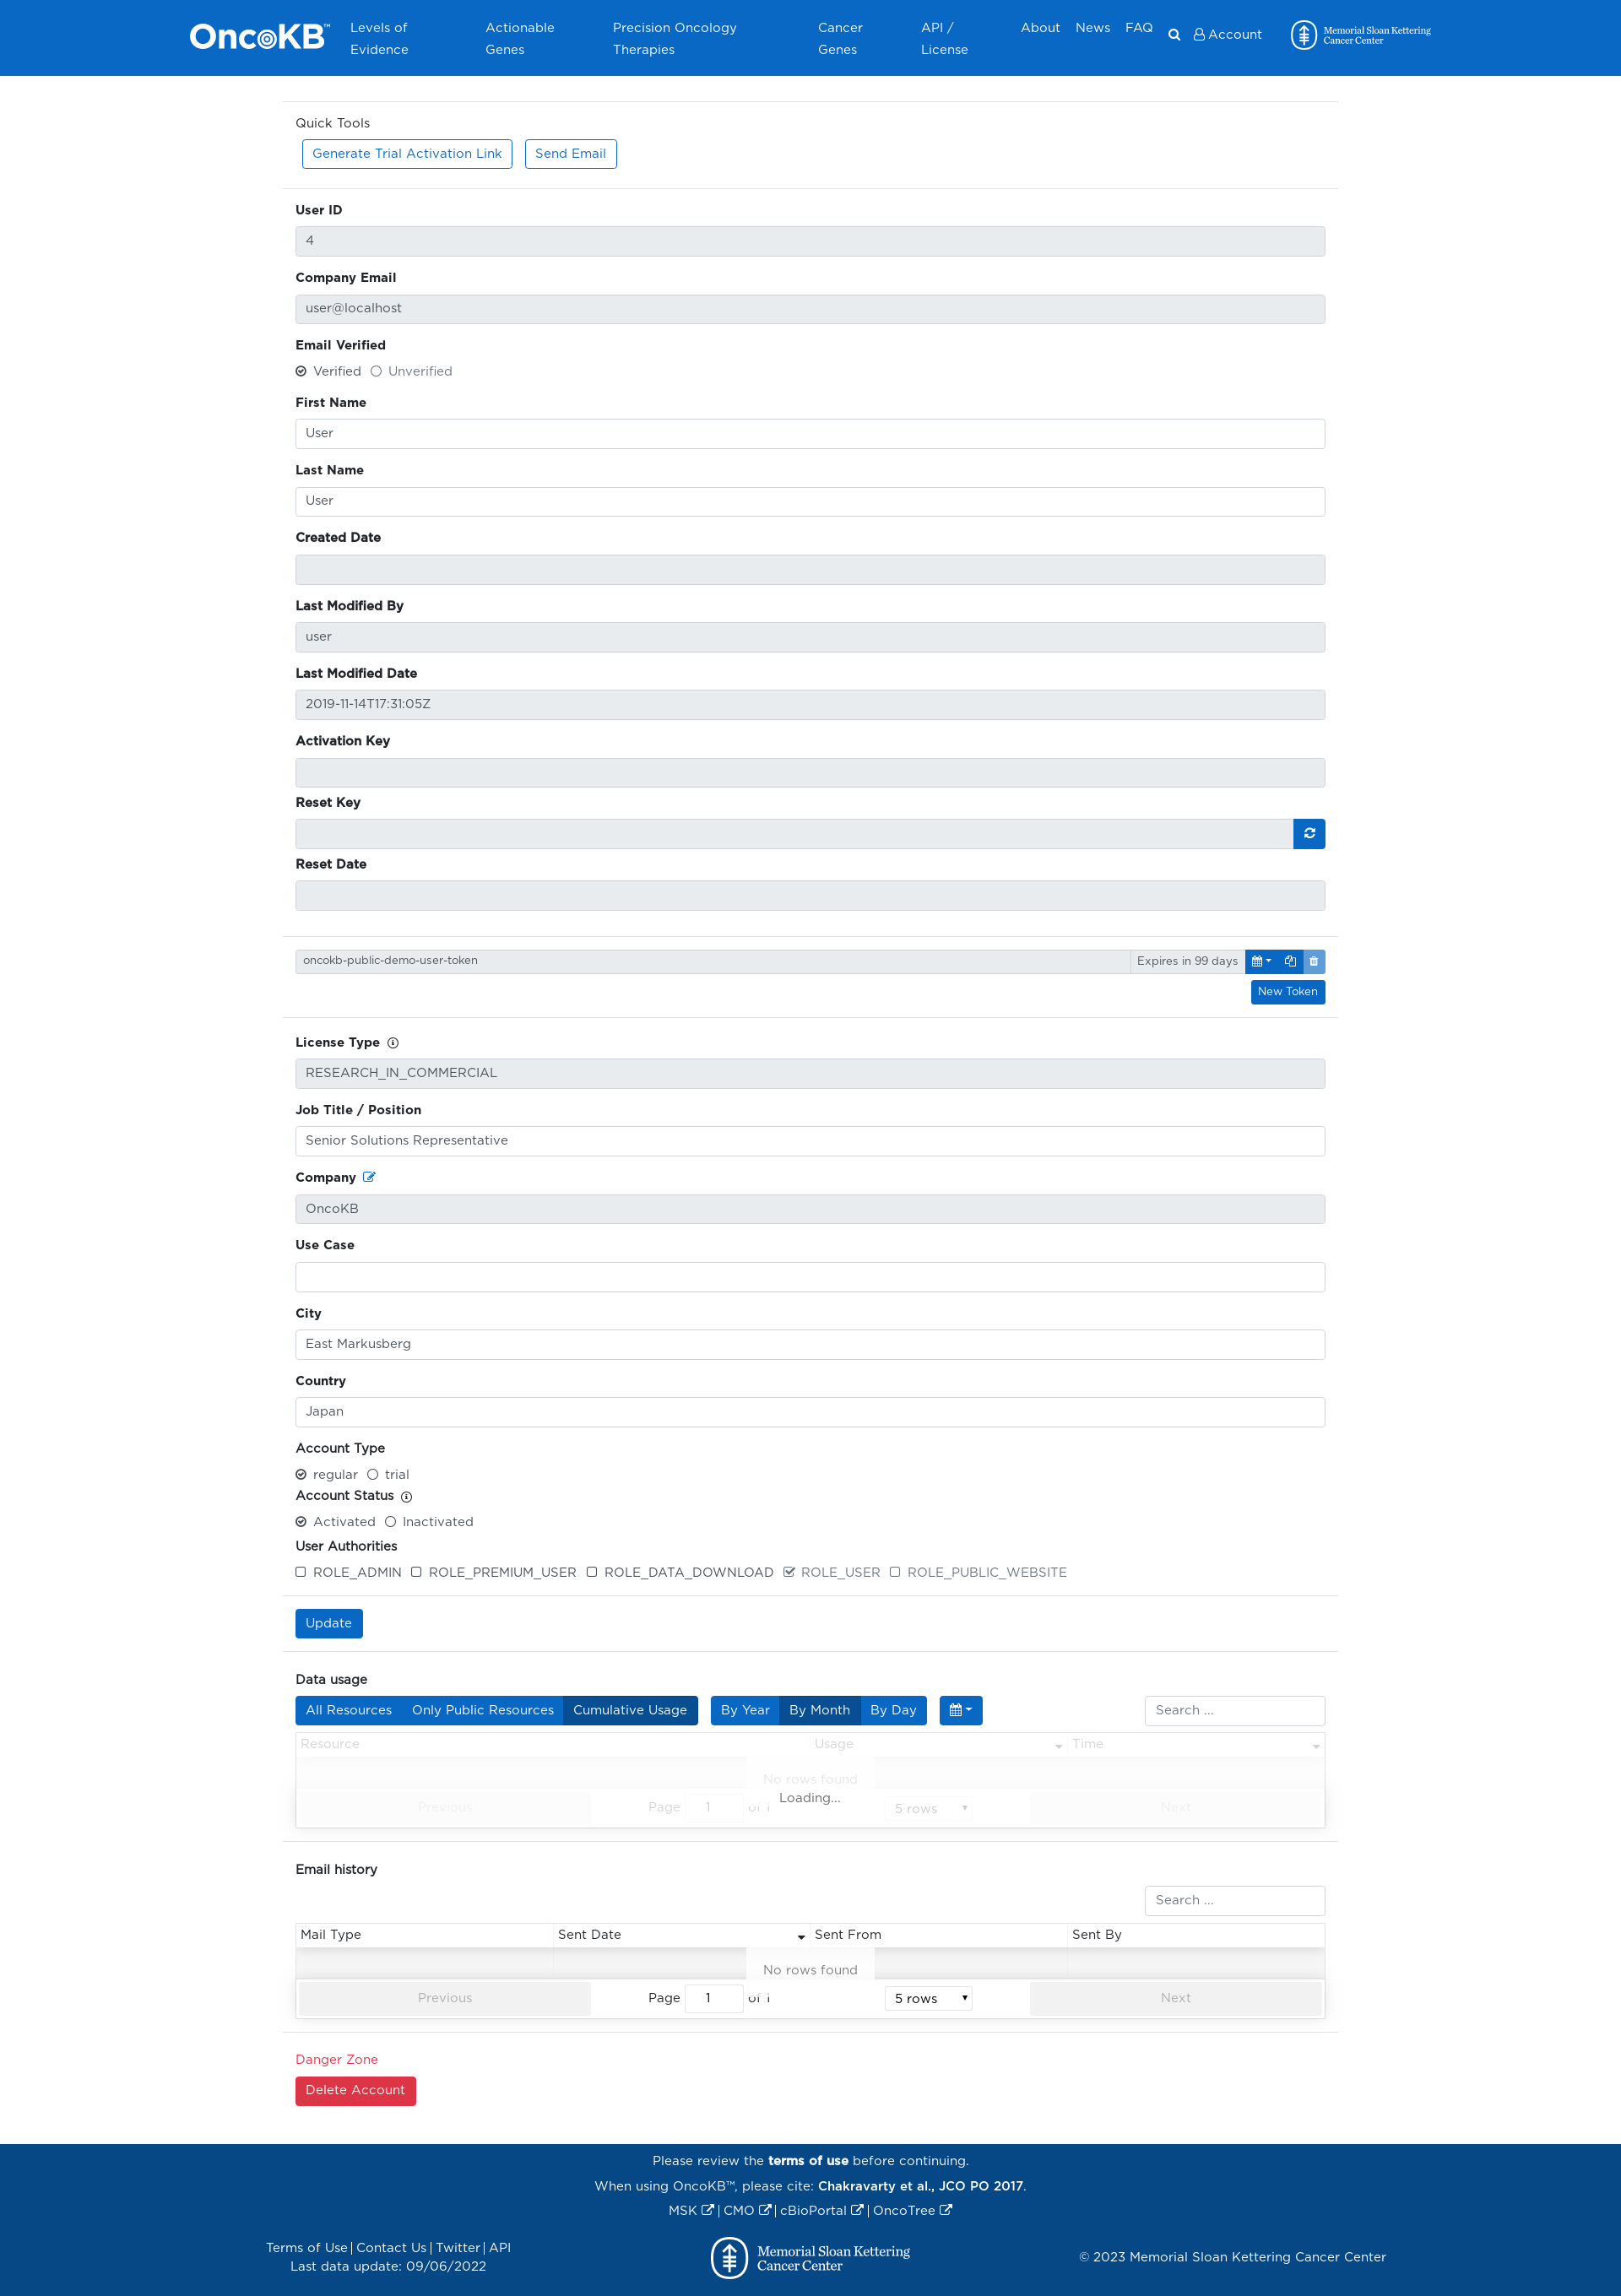 OncoKB™
Levels of Evidence
Actionable Genes
Precision Oncology Therapies
Cancer Genes
API / License
About
News
FAQ
Account
Memorial Sloan Kettering Cancer Center
Quick Tools
Generate Trial Activation Link
Send Email
User ID
4
Company Email
user@localhost
Email Verified
Verified Unverified
First Name
User
Last Name
User
Created Date
Last Modified By
user
Last Modified Date
2019-11-14T17:31:05Z
Activation Key
Reset Key
Reset Date
oncokb-public-demo-user-token
Expires in 99 days
New Token
License Type
RESEARCH_IN_COMMERCIAL
Job Title / Position
Senior Solutions Representative
Company
OncoKB
Use Case
City
East Markusberg
Country
Japan
Account Type
regular trial
Account Status
Activated Inactivated
User Authorities
ROLE_ADMIN ROLE_PREMIUM_USER ROLE_DATA_DOWNLOAD ROLE_USER ROLE_PUBLIC_WEBSITE
Update
Data usage
All Resources Only Public Resources Cumulative Usage
By Year By Month By Day
Search ...
Resource Usage Time
No rows found
Loading...
Previous Page 1 of 1 5 rows Next
Email history
Search ...
Mail Type Sent Date Sent From Sent By
No rows found
Previous Page 1 of 1 5 rows Next
Danger Zone
Delete Account
Please review the terms of use before continuing.
When using OncoKB™, please cite: Chakravarty et al., JCO PO 2017.
MSK | CMO | cBioPortal | OncoTree
Terms of Use | Contact Us | Twitter | API
Last data update: 09/06/2022
Memorial Sloan Kettering
Cancer Center
© 2023 Memorial Sloan Kettering Cancer Center